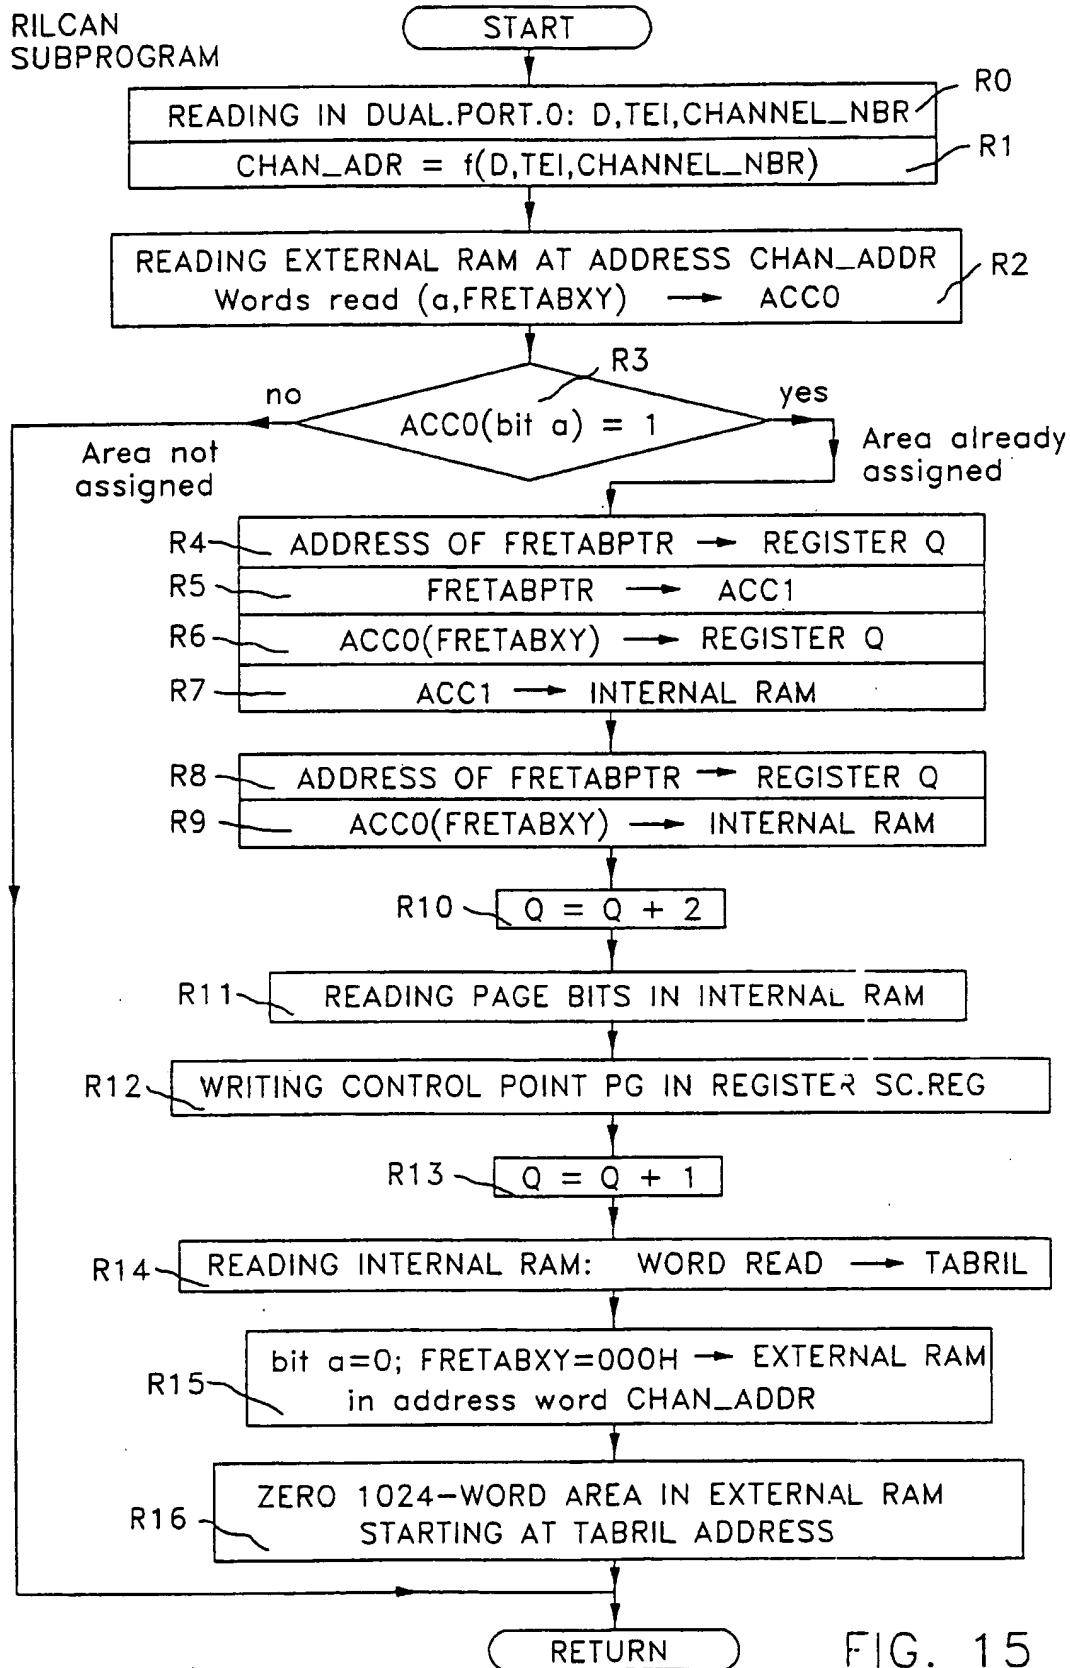 RILCAN
SUBPROGRAM
START
READING IN DUAL.PORT.0: D,TEI,CHANNEL_NBR
R0
CHAN_ADR = f(D,TEI,CHANNEL_NBR)
R1
READING EXTERNAL RAM AT ADDRESS CHAN_ADDR
Words read (a,FRETABXY) → ACC0
R2
R3
no
yes
ACC0(bit a) = 1
Area not
assigned
Area already
assigned
R4
ADDRESS OF FRETABPTR → REGISTER Q
R5
FRETABPTR → ACC1
R6
ACC0(FRETABXY) → REGISTER Q
R7
ACC1 → INTERNAL RAM
R8
ADDRESS OF FRETABPTR → REGISTER Q
R9
ACC0(FRETABXY) → INTERNAL RAM
R10
Q = Q + 2
R11
READING PAGE BITS IN INTERNAL RAM
R12
WRITING CONTROL POINT PG IN REGISTER SC.REG
R13
Q = Q + 1
R14
READING INTERNAL RAM: WORD READ → TABRIL
R15
bit a=0; FRETABXY=000H → EXTERNAL RAM
in address word CHAN_ADDR
R16
ZERO 1024-WORD AREA IN EXTERNAL RAM
STARTING AT TABRIL ADDRESS
RETURN
FIG. 15